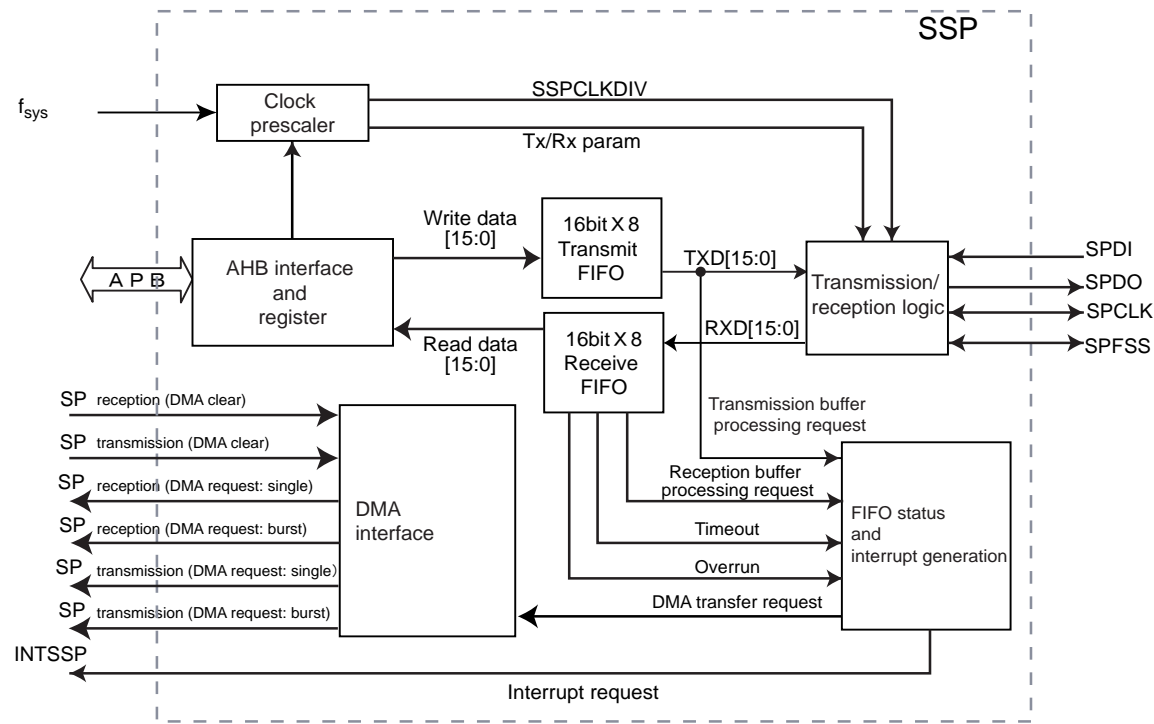 SSP
f_sys
Clock
prescaler
SSPCLKDIV
Tx/Rx param
Write data
[15:0]
16bit X 8
Transmit
FIFO
TXD[15:0]
APB
AHB interface
and
register
Transmission/
reception logic
SPDI
SPDO
SPCLK
SPFSS
Read data
[15:0]
16bit X 8
Receive
FIFO
RXD[15:0]
SP reception (DMA clear)
SP transmission (DMA clear)
SP reception (DMA request: single)
SP reception (DMA request: burst)
SP transmission (DMA request: single)
SP transmission (DMA request: burst)
DMA
interface
Transmission buffer
processing request
Reception buffer
processing request
Timeout
Overrun
DMA transfer request
FIFO status
and
interrupt generation
INTSSP
Interrupt request